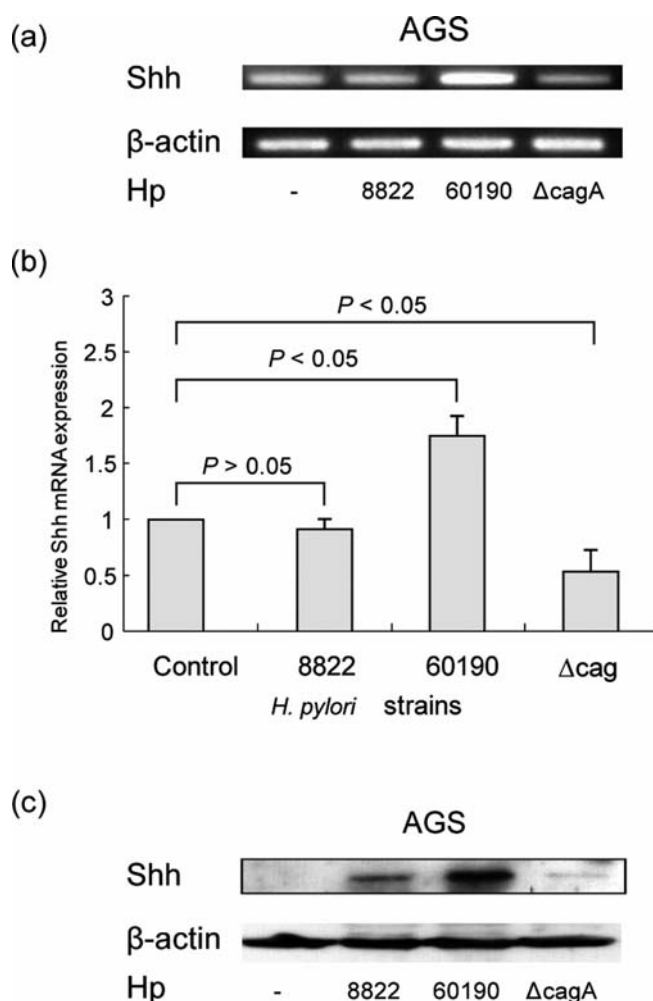 (a)
AGS
Shh
β-actin
Hp - 8822 60190 ΔcagA
(b)
3
2.5
2
1.5
1
0.5
0
Relative Shh mRNA expression
P < 0.05
P < 0.05
P > 0.05
Control 8822 60190 Δcag
H. pylori strains
(c)
AGS
Shh
β-actin
Hp - 8822 60190 ΔcagA